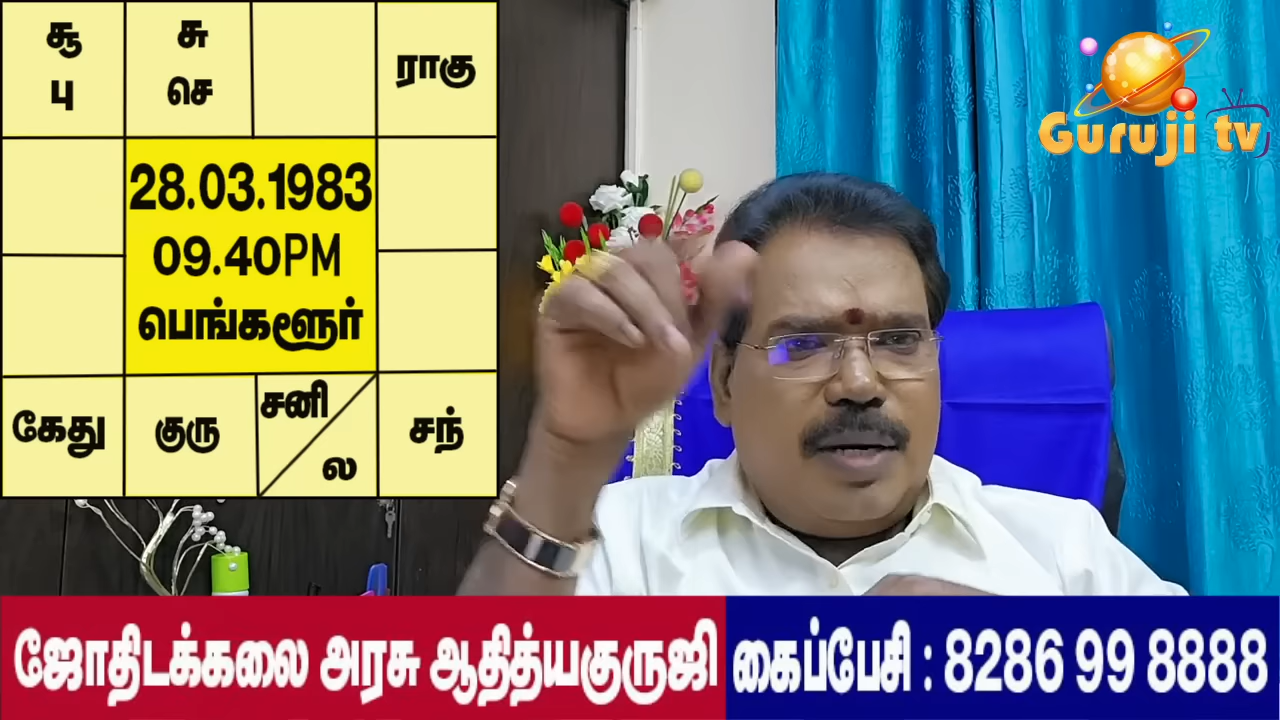 சூ
பு
சு
செ
ராகு
28.03.1983
09.40PM
பெங்களூர்
கேது
குரு
சனி
ல
சந்
Guruji tv
ஜோதிடக்கலை அரசு ஆதித்யகுருஜி
கைப்பேசி : 8286 99 8888